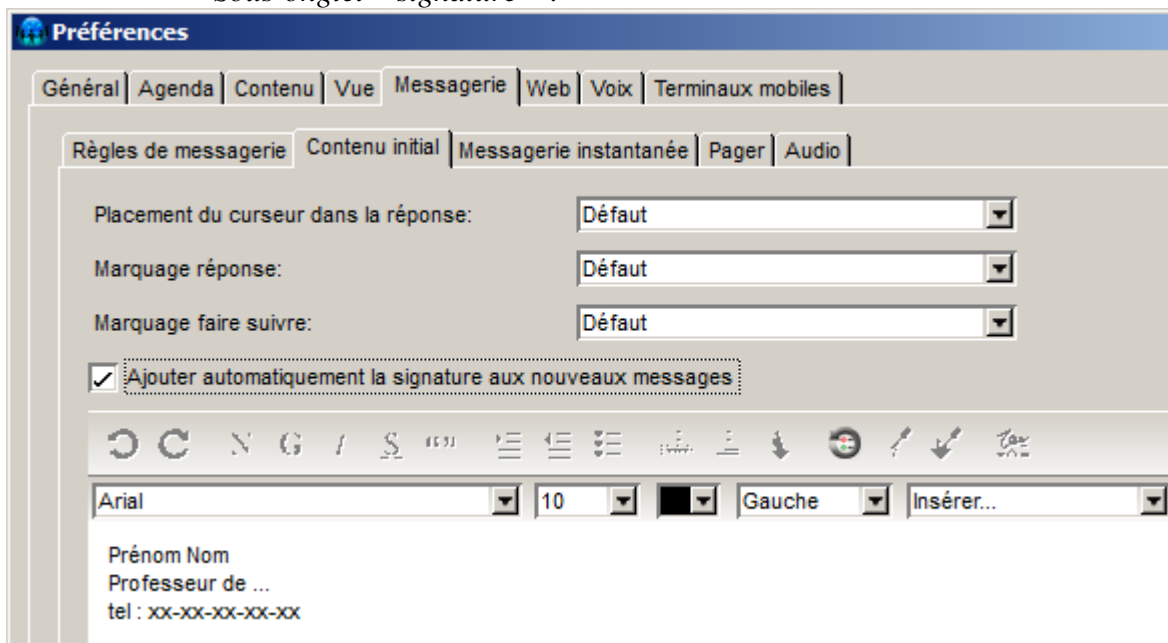 Sous-onglet « signature » :
Préférences
Général Agenda Contenu Vue Messagerie Web Voix Terminaux mobiles
Règles de messagerie Contenu initial Messagerie instantanée Pager Audio
Placement du curseur dans la réponse: Défaut
Marquage réponse: Défaut
Marquage faire suivre: Défaut
Ajouter automatiquement la signature aux nouveaux messages
N G I S
Arial 10 Gauche Insérer...
Prénom Nom
Professeur de ...
tel : xx-xx-xx-xx-xx